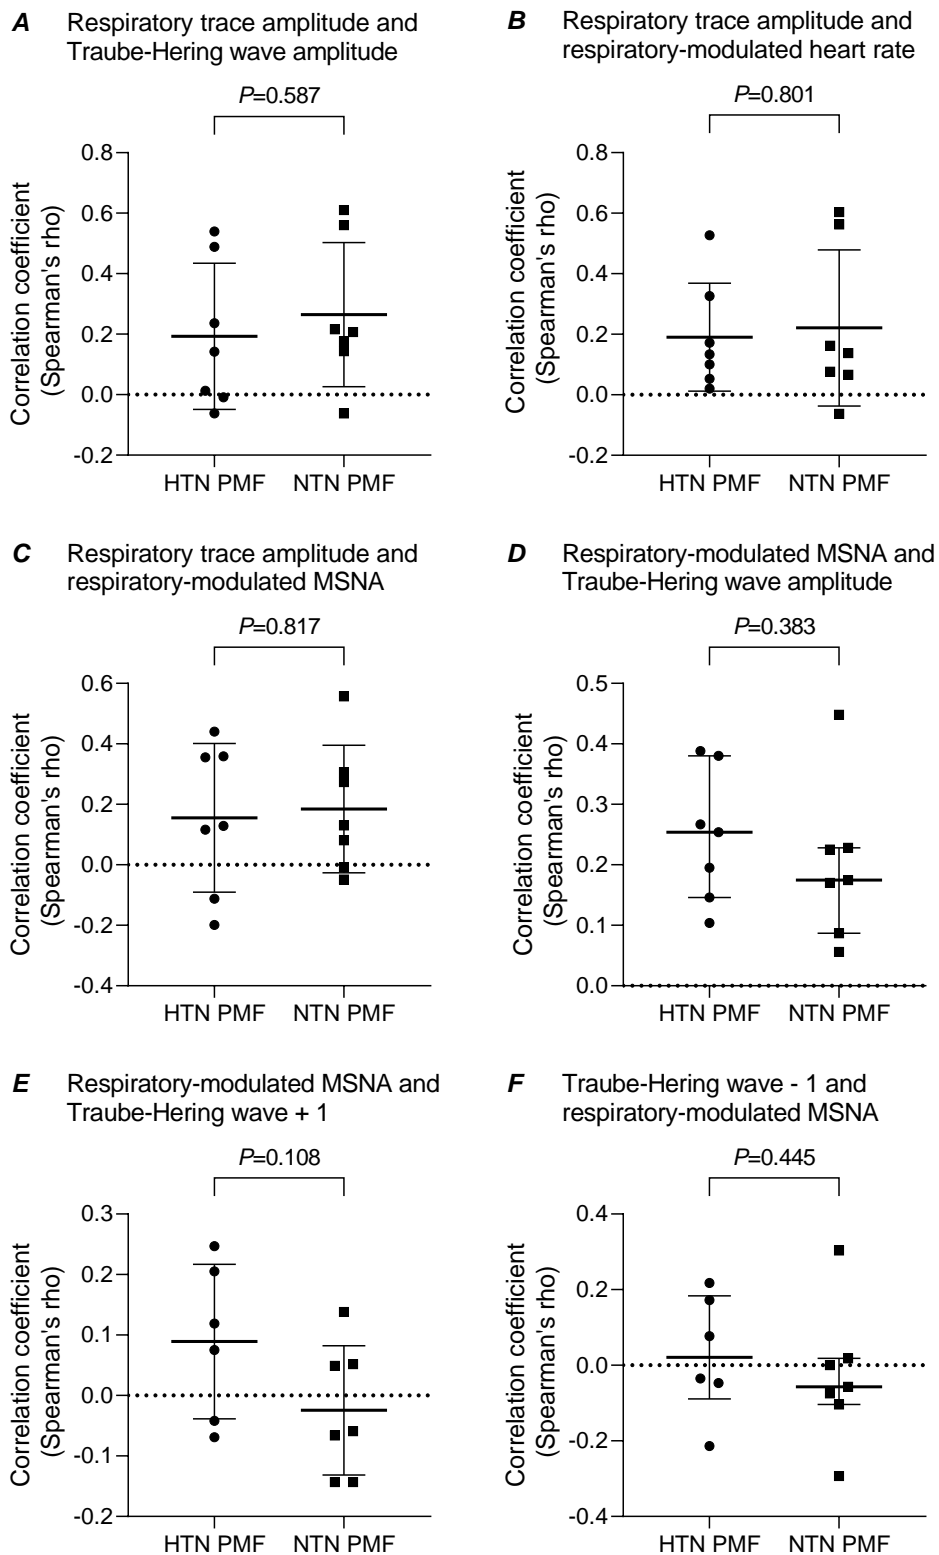 A Respiratory trace amplitude and
Traube-Hering wave amplitude
P=0.587
Correlation coefficient
(Spearman's rho)
0.8
0.6
0.4
0.2
0.0
-0.2
HTN PMF NTN PMF
B Respiratory trace amplitude and
respiratory-modulated heart rate
P=0.801
Correlation coefficient
(Spearman's rho)
0.8
0.6
0.4
0.2
0.0
-0.2
HTN PMF NTN PMF
C Respiratory trace amplitude and
respiratory-modulated MSNA
P=0.817
Correlation coefficient
(Spearman's rho)
0.6
0.4
0.2
0.0
-0.2
-0.4
HTN PMF NTN PMF
D Respiratory-modulated MSNA and
Traube-Hering wave amplitude
P=0.383
Correlation coefficient
(Spearman's rho)
0.5
0.4
0.3
0.2
0.1
0.0
HTN PMF NTN PMF
E Respiratory-modulated MSNA and
Traube-Hering wave + 1
P=0.108
Correlation coefficient
(Spearman's rho)
0.3
0.2
0.1
0.0
-0.1
-0.2
HTN PMF NTN PMF
F Traube-Hering wave - 1 and
respiratory-modulated MSNA
P=0.445
Correlation coefficient
(Spearman's rho)
0.4
0.2
0.0
-0.2
-0.4
HTN PMF NTN PMF